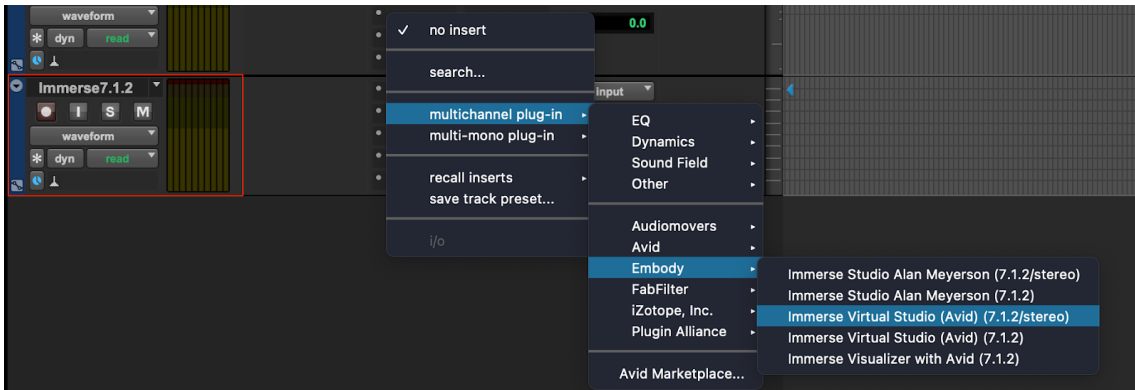 waveform
dyn read
Immerse7.1.2
I S M
waveform
dyn read
0.0
input
no insert
search...
multichannel plug-in
multi-mono plug-in
recall inserts
save track preset...
i/o
EQ
Dynamics
Sound Field
Other
Audiomovers
Avid
Embody
FabFilter
iZotope, Inc.
Plugin Alliance
Avid Marketplace...
Immerse Studio Alan Meyerson (7.1.2/stereo)
Immerse Studio Alan Meyerson (7.1.2)
Immerse Virtual Studio (Avid) (7.1.2/stereo)
Immerse Virtual Studio (Avid) (7.1.2)
Immerse Visualizer with Avid (7.1.2)